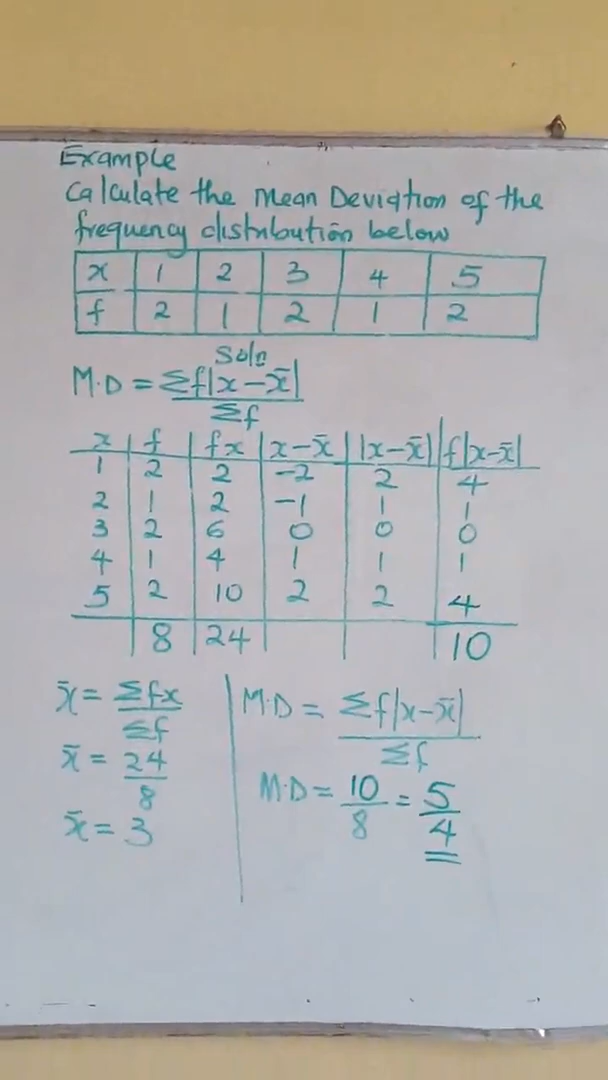 Example
Calculate the Mean Deviation of the
frequency distribution below
x 1 2 3 4 5
f 2 1 2 1 2
Soln
M.D = Σf|x-x̄|
Σf
x f fx x-x̄ |x-x̄| f|x-x̄|
1 2 2 -2 2 4
2 1 2 -1 1 1
3 2 6 0 0 0
4 1 4 1 1 1
5 2 10 2 2 4
8 24 10
x̄ = Σfx
Σf
x̄ = 24
8
x̄ = 3
M.D = Σf|x-x̄|
Σf
M.D = 10 = 5
8 4